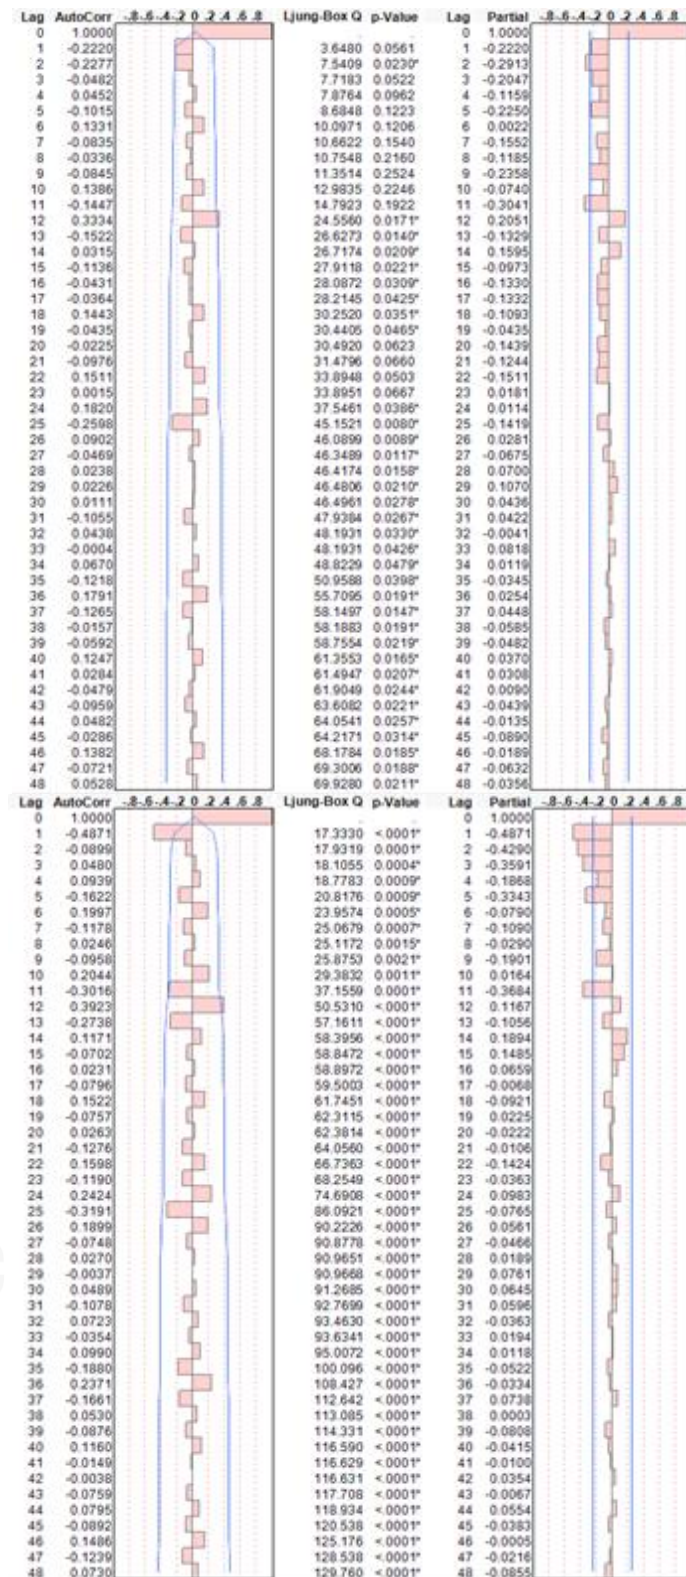 Lag AutoCorr -.8-.6-.4-.2 0 .2 .4 .6 .8 Ljung-Box Q p-Value Lag Partial -.8-.6-.4-.2 0 .2 .4 .6 .8
0 1.0000 . . 0 1.0000
1 -0.2220 3.6480 0.0561 1 -0.2220
2 -0.2277 7.5409 0.0230* 2 -0.2913
3 -0.0482 7.7183 0.0522 3 -0.2047
4 0.0452 7.8764 0.0962 4 -0.1159
5 -0.1015 8.6848 0.1223 5 -0.2250
6 0.1331 10.0971 0.1206 6 0.0022
7 -0.0835 10.6622 0.1540 7 -0.1552
8 -0.0336 10.7548 0.2160 8 -0.1185
9 -0.0845 11.3514 0.2524 9 -0.2358
10 0.1386 12.9835 0.2246 10 -0.0740
11 -0.1447 14.7923 0.1922 11 -0.3041
12 0.3334 24.5560 0.0171* 12 0.2051
13 -0.1522 26.6273 0.0140* 13 -0.1329
14 0.0315 26.7174 0.0209* 14 0.1595
15 -0.1136 27.9118 0.0221* 15 -0.0973
16 -0.0431 28.0872 0.0309* 16 -0.1330
17 -0.0364 28.2145 0.0425* 17 -0.1332
18 0.1443 30.2520 0.0351* 18 -0.1093
19 -0.0435 30.4405 0.0465* 19 -0.0435
20 -0.0225 30.4920 0.0623 20 -0.1439
21 -0.0976 31.4796 0.0660 21 -0.1244
22 0.1511 33.8948 0.0503 22 -0.1511
23 0.0015 33.8951 0.0667 23 0.0181
24 0.1820 37.5461 0.0386* 24 0.0114
25 -0.2598 45.1521 0.0080* 25 -0.1419
26 0.0902 46.0899 0.0089* 26 0.0281
27 -0.0469 46.3489 0.0117* 27 -0.0675
28 0.0238 46.4174 0.0158* 28 0.0700
29 0.0226 46.4806 0.0210* 29 0.1070
30 0.0111 46.4961 0.0278* 30 0.0436
31 -0.1055 47.9384 0.0267* 31 0.0422
32 0.0438 48.1931 0.0330* 32 -0.0041
33 -0.0004 48.1931 0.0426* 33 0.0818
34 0.0670 48.8229 0.0479* 34 0.0119
35 -0.1218 50.9588 0.0398* 35 -0.0345
36 0.1791 55.7095 0.0191* 36 0.0254
37 -0.1265 58.1497 0.0147* 37 0.0448
38 -0.0157 58.1883 0.0191* 38 -0.0585
39 -0.0592 58.7554 0.0219* 39 -0.0482
40 0.1247 61.3553 0.0165* 40 0.0370
41 0.0284 61.4947 0.0207* 41 0.0308
42 -0.0479 61.9049 0.0244* 42 0.0090
43 -0.0959 63.6082 0.0221* 43 -0.0439
44 0.0482 64.0541 0.0257* 44 -0.0135
45 -0.0286 64.2171 0.0314* 45 -0.0890
46 0.1382 68.1784 0.0185* 46 -0.0189
47 -0.0721 69.3006 0.0188* 47 -0.0632
48 0.0528 69.9280 0.0211* 48 -0.0356
Lag AutoCorr -.8-.6-.4-.2 0 .2 .4 .6 .8 Ljung-Box Q p-Value Lag Partial -.8-.6-.4-.2 0 .2 .4 .6 .8
0 1.0000 . . 0 1.0000
1 -0.4871 17.3330 <.0001* 1 -0.4871
2 -0.0899 17.9319 0.0001* 2 -0.4290
3 0.0480 18.1055 0.0004* 3 -0.3591
4 0.0939 18.7783 0.0009* 4 -0.1868
5 -0.1622 20.8176 0.0009* 5 -0.3343
6 0.1997 23.9574 0.0005* 6 -0.0790
7 -0.1178 25.0679 0.0007* 7 -0.1090
8 0.0246 25.1172 0.0015* 8 -0.0290
9 -0.0958 25.8753 0.0021* 9 -0.1901
10 0.2044 29.3832 0.0011* 10 0.0164
11 -0.3016 37.1559 0.0001* 11 -0.3684
12 0.3923 50.5310 <.0001* 12 0.1167
13 -0.2738 57.1611 <.0001* 13 -0.1056
14 0.1171 58.3956 <.0001* 14 0.1894
15 -0.0702 58.8472 <.0001* 15 0.1485
16 0.0231 58.8972 <.0001* 16 0.0659
17 -0.0796 59.5003 <.0001* 17 -0.0068
18 0.1522 61.7451 <.0001* 18 -0.0921
19 -0.0757 62.3115 <.0001* 19 0.0225
20 0.0263 62.3814 <.0001* 20 -0.0222
21 -0.1276 64.0560 <.0001* 21 -0.0106
22 0.1598 66.7363 <.0001* 22 -0.1424
23 -0.1190 68.2549 <.0001* 23 -0.0363
24 0.2424 74.6908 <.0001* 24 0.0983
25 -0.3191 86.0921 <.0001* 25 -0.0765
26 0.1899 90.2226 <.0001* 26 0.0561
27 -0.0748 90.8778 <.0001* 27 -0.0466
28 0.0270 90.9651 <.0001* 28 0.0189
29 -0.0037 90.9668 <.0001* 29 0.0761
30 0.0489 91.2685 <.0001* 30 0.0645
31 -0.1078 92.7699 <.0001* 31 0.0596
32 0.0723 93.4630 <.0001* 32 -0.0363
33 -0.0354 93.6341 <.0001* 33 0.0194
34 0.0990 95.0072 <.0001* 34 0.0118
35 -0.1880 100.096 <.0001* 35 -0.0522
36 0.2371 108.427 <.0001* 36 -0.0334
37 -0.1661 112.642 <.0001* 37 0.0738
38 0.0530 113.085 <.0001* 38 0.0003
39 -0.0876 114.331 <.0001* 39 -0.0808
40 0.1160 116.590 <.0001* 40 -0.0415
41 -0.0149 116.629 <.0001* 41 -0.0100
42 -0.0038 116.631 <.0001* 42 0.0354
43 -0.0759 117.708 <.0001* 43 -0.0067
44 0.0795 118.934 <.0001* 44 0.0554
45 -0.0892 120.538 <.0001* 45 -0.0383
46 0.1486 125.176 <.0001* 46 -0.0005
47 -0.1239 128.538 <.0001* 47 -0.0216
48 0.0730 129.760 <.0001* 48 -0.0855